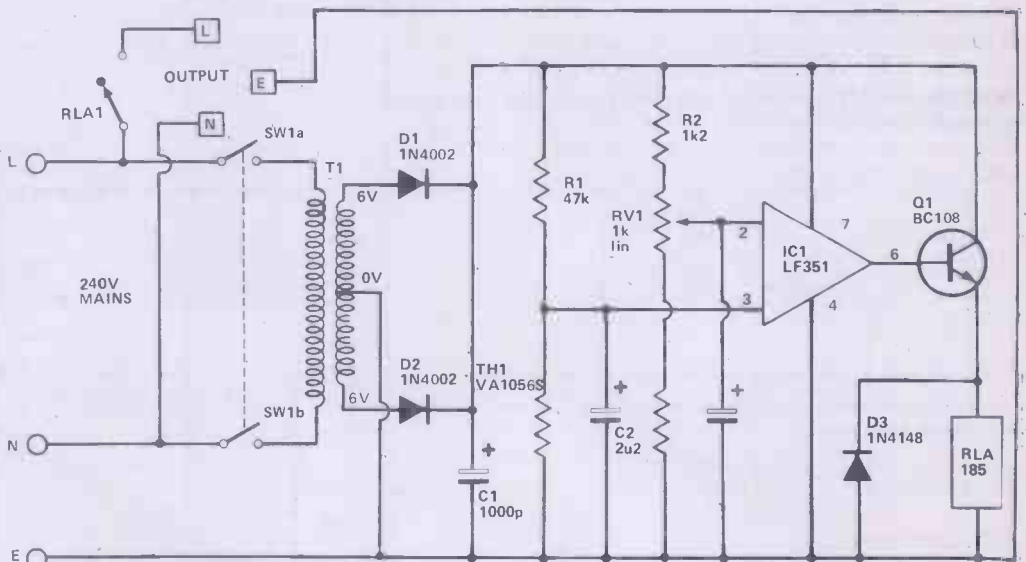 L
OUTPUT
E
RLA1
N
SW1a
L
T1
D1
1N4002
6V
R2
1k2
R1
47k
RV1
1k
lin
2
7
IC1
LF351
Q1
BC108
6
3
4
240V
MAINS
0V
D2
1N4002
6V
TH1
VA1056S
SW1b
N
+
C1
1000p
+
C2
2u2
+
D3
1N4148
RLA
185
E